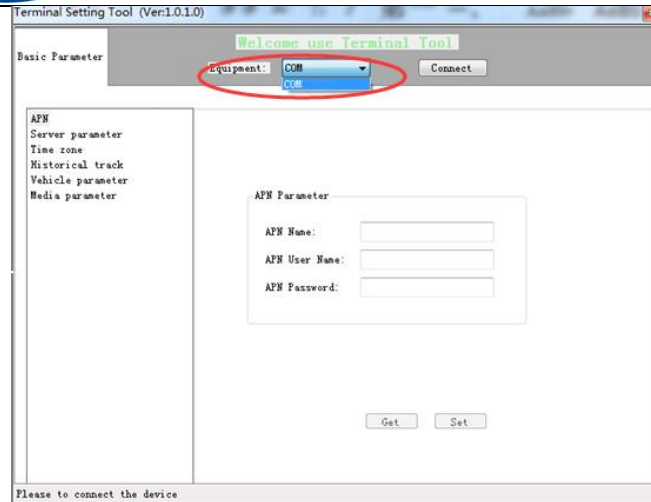 Terminal Setting Tool (Ver:1.0.1.0)
Welcome use Terminal Tool
Basic Parameter
Equipment: COM Connect
COM
APN
Server parameter
Time zone
Historical track
Vehicle parameter
Media parameter
APN Parameter
APN Name:
APN User Name:
APN Password:
Get Set
Please to connect the device